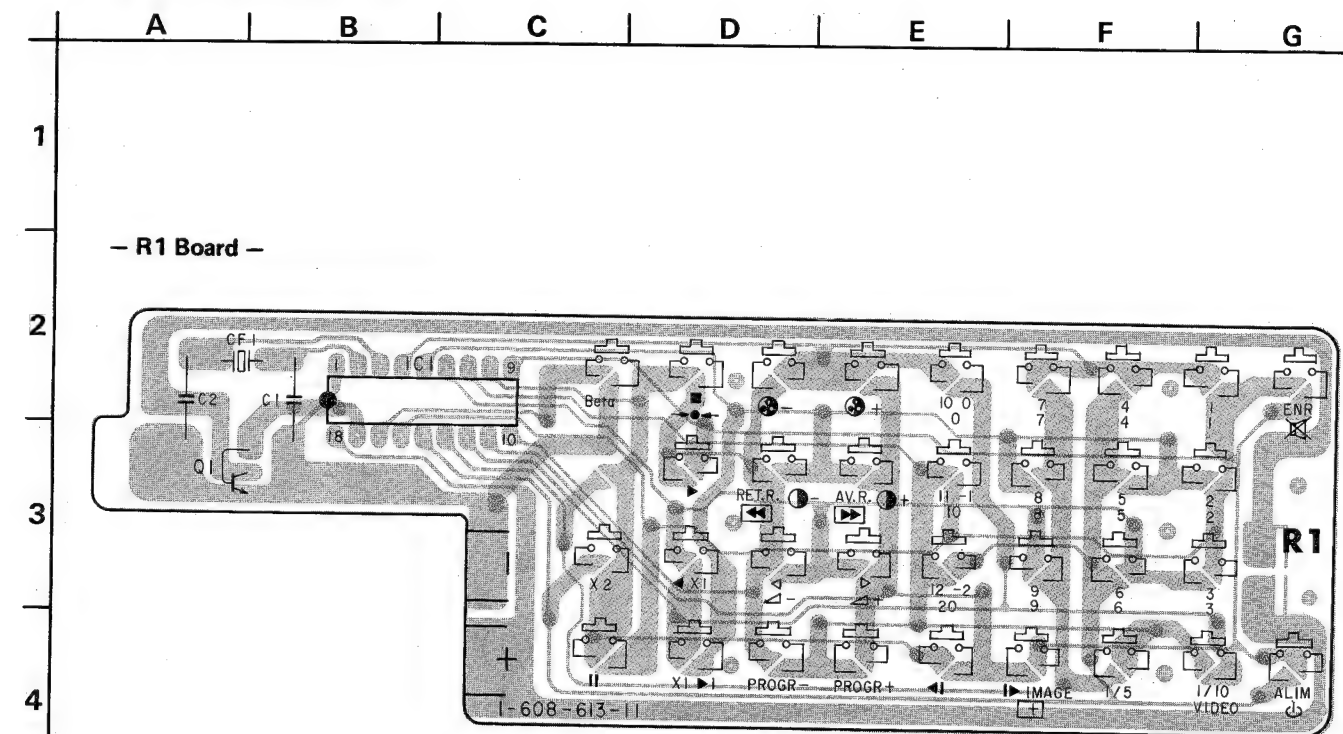 A B C D E F G
1
– R1 Board –
2
CF1
1 IC1 9
C2 C1 Beta 10 0 7 4 1 ENR
0 7 4 1
– +
18 10
Q1
3
RET.R. – AV.R. + 11 -1 8 5 2
10 8 5 2
R1
X2 X1 12 -2 9 6 3
– + 20 9 6 3
+
X1 PROGR– PROGR+ IMAGE 1/5 1/10 ALIM
4
1-608-613-11 + VIDEO